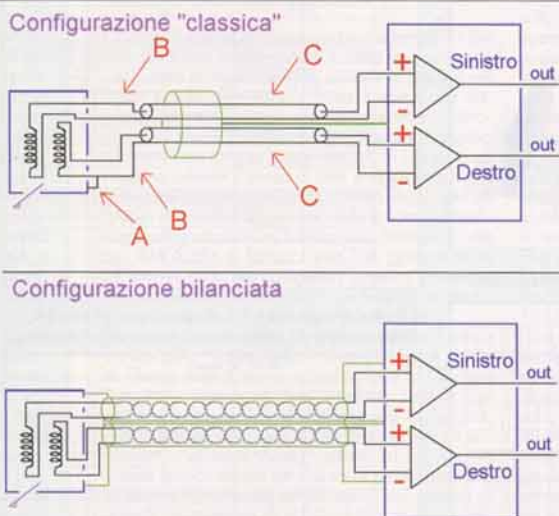 Configurazione "classica"
B
C
+
Sinistro
out
-
+
out
Destro
-
A
B
C
Configurazione bilanciata
+
Sinistro
out
-
+
out
Destro
-